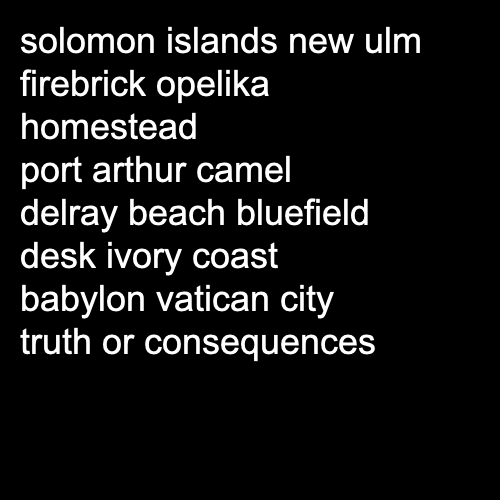 solomon islands new ulm
firebrick opelika
homestead
port arthur camel
delray beach bluefield
desk ivory coast
babylon vatican city
truth or consequences